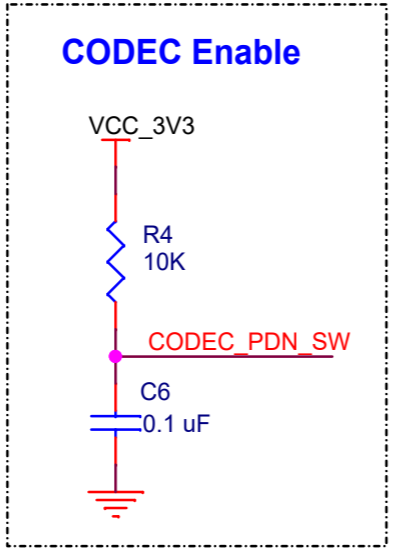 CODEC Enable
VCC_3V3
R4
10K
CODEC_PDN_SW
C6
0.1 uF